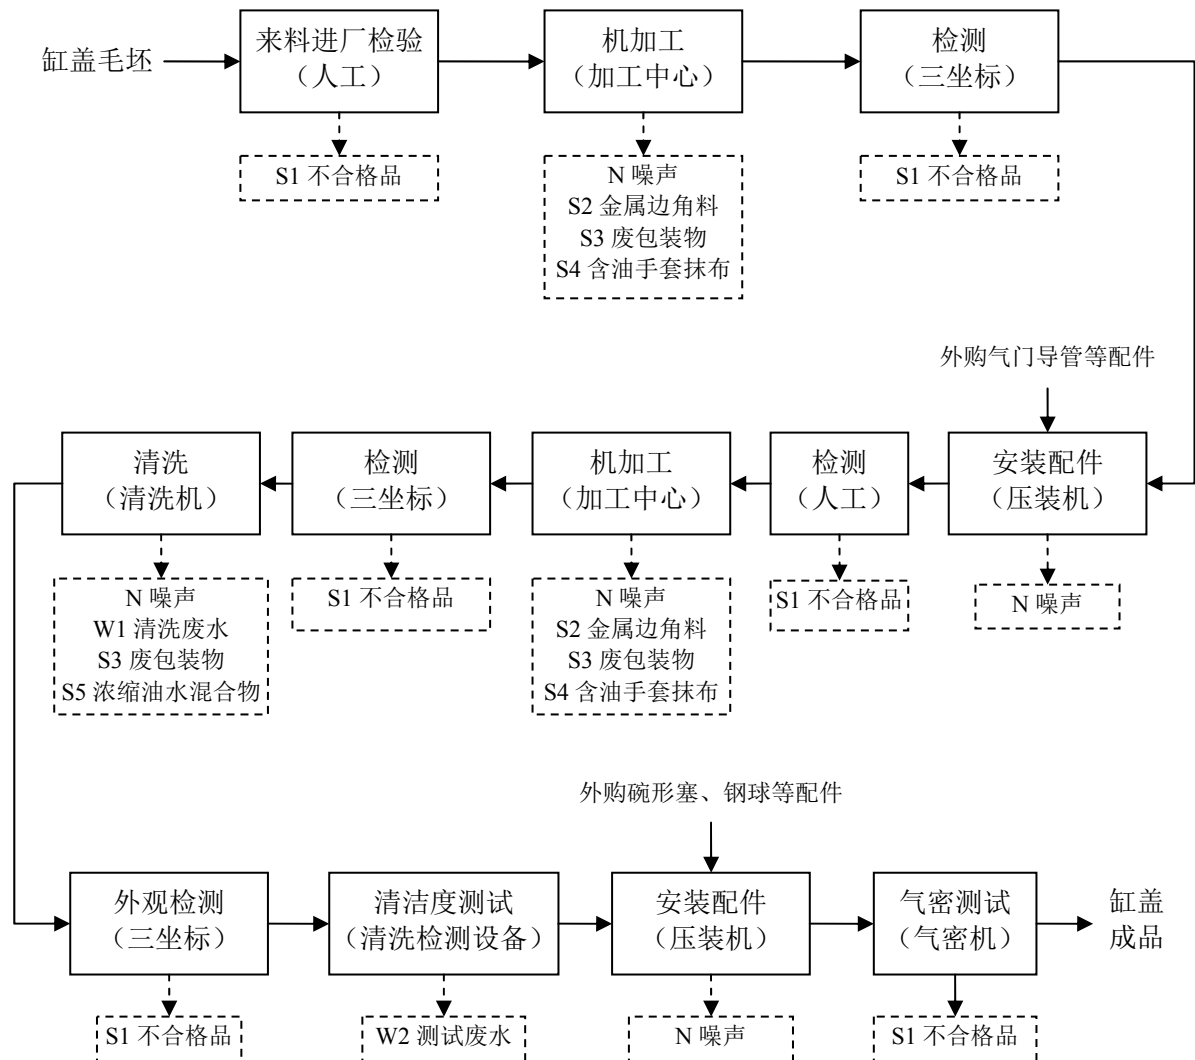 缸盖毛坯
来料进厂检验
（人工）
机加工
（加工中心）
检测
（三坐标）
S1 不合格品
N 噪声
S2 金属边角料
S3 废包装物
S4 含油手套抹布
S1 不合格品
外购气门导管等配件
清洗
（清洗机）
检测
（三坐标）
机加工
（加工中心）
检测
（人工）
安装配件
（压装机）
N 噪声
W1 清洗废水
S3 废包装物
S5 浓缩油水混合物
S1 不合格品
N 噪声
S2 金属边角料
S3 废包装物
S4 含油手套抹布
S1 不合格品
N 噪声
外购碗形塞、钢球等配件
外观检测
（三坐标）
清洁度测试
（清洗检测设备）
安装配件
（压装机）
气密测试
（气密机）
缸盖
成品
S1 不合格品
W2 测试废水
N 噪声
S1 不合格品